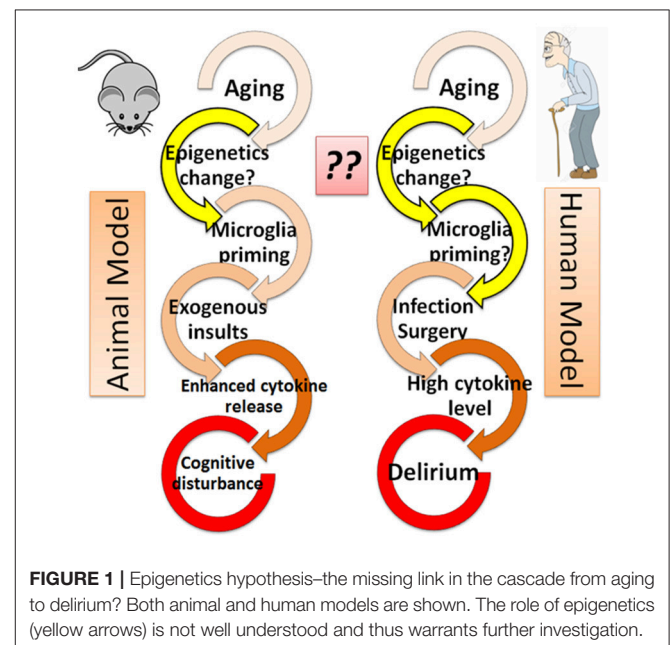 Aging
Epigenetics
change?
Microglia
priming
Exogenous
insults
Enhanced cytokine
release
Cognitive
disturbance
Animal Model
??
Aging
Epigenetics
change?
Microglia
priming?
Infection
Surgery
High cytokine
level
Delirium
Human Model
FIGURE 1 | Epigenetics hypothesis–the missing link in the cascade from aging
to delirium? Both animal and human models are shown. The role of epigenetics
(yellow arrows) is not well understood and thus warrants further investigation.